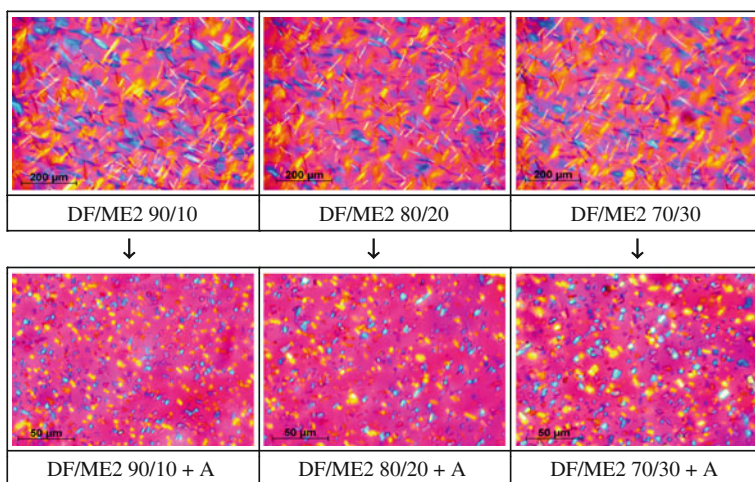 200 µm
200 µm
200 µm
DF/ME2 90/10
DF/ME2 80/20
DF/ME2 70/30
↓
↓
↓
50 µm
50 µm
50 µm
DF/ME2 90/10 + A
DF/ME2 80/20 + A
DF/ME2 70/30 + A